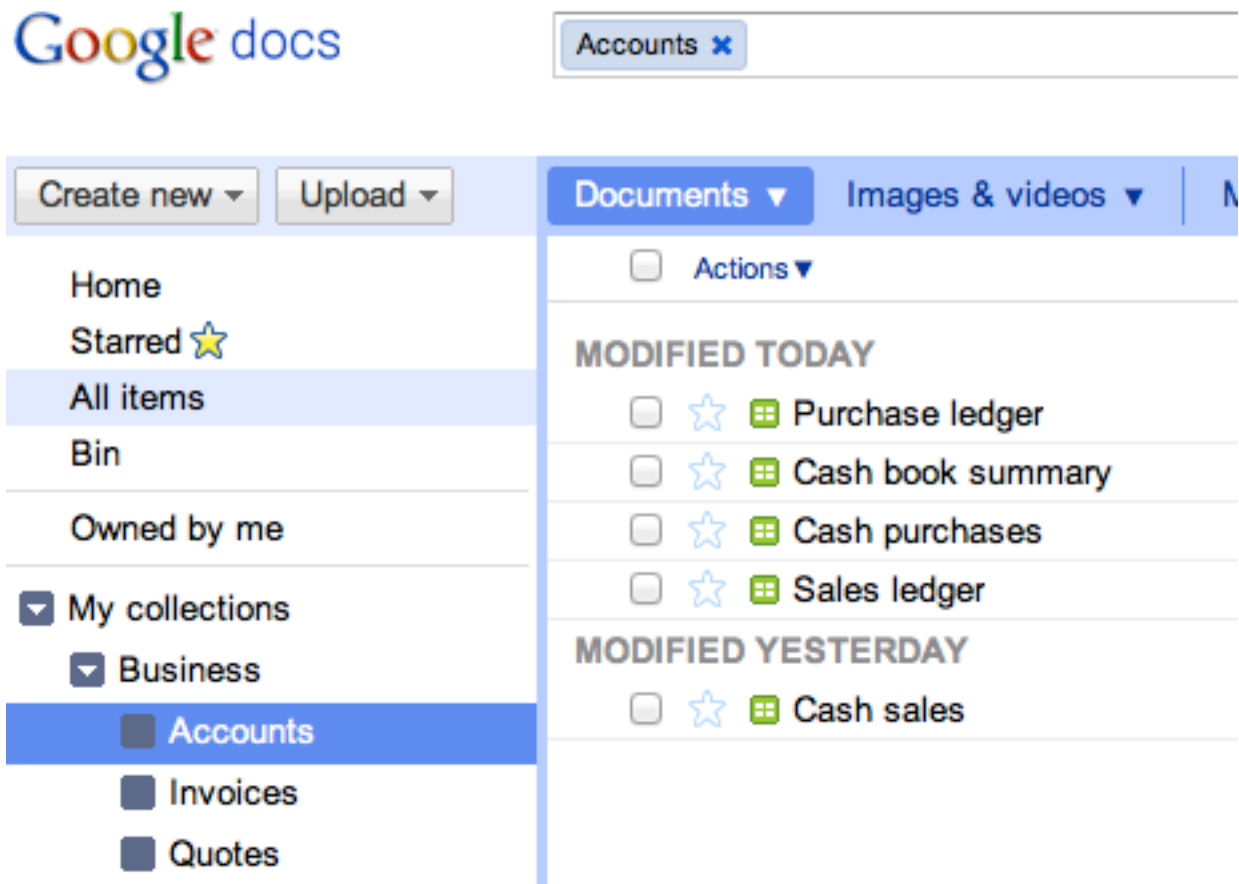 Google docs
Accounts
Create new
Upload
Documents
Images & videos
M
Home
Starred
All items
Bin
Owned by me
My collections
Business
Accounts
Invoices
Quotes
Actions
MODIFIED TODAY
Purchase ledger
Cash book summary
Cash purchases
Sales ledger
MODIFIED YESTERDAY
Cash sales